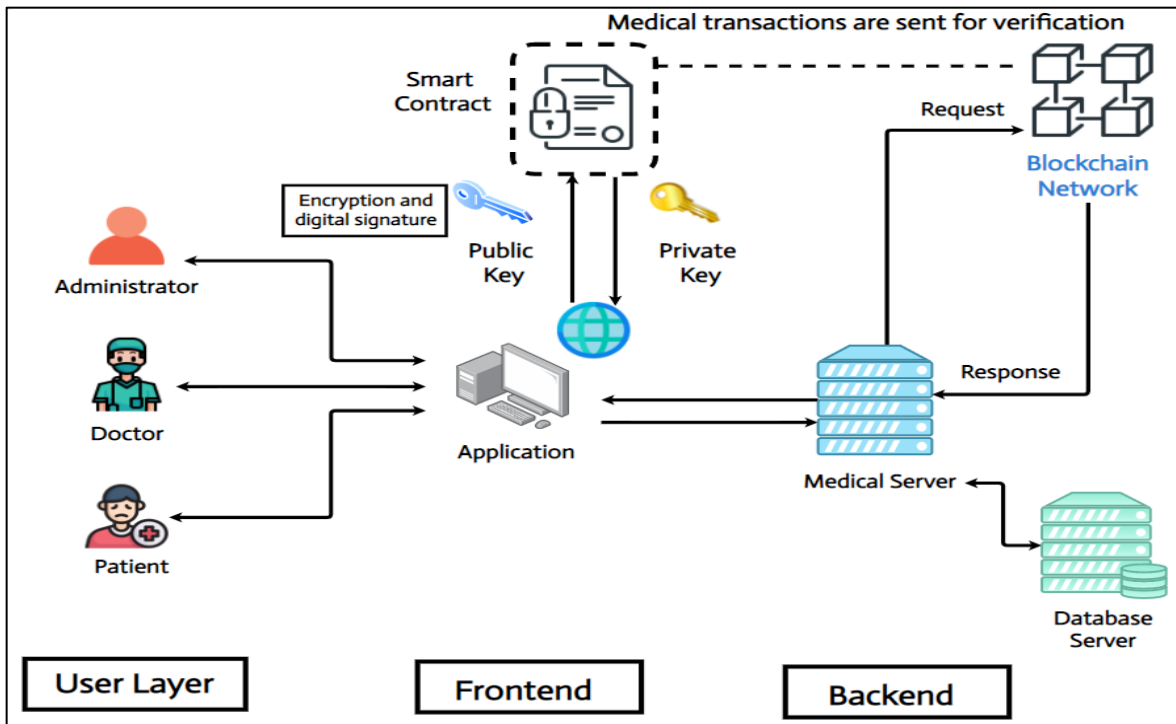 Medical transactions are sent for verification
Smart
Contract
Request
Blockchain
Network
Encryption and
digital signature
Public
Key
Private
Key
Administrator
Response
Doctor
Application
Medical Server
Patient
Database
Server
User Layer
Frontend
Backend